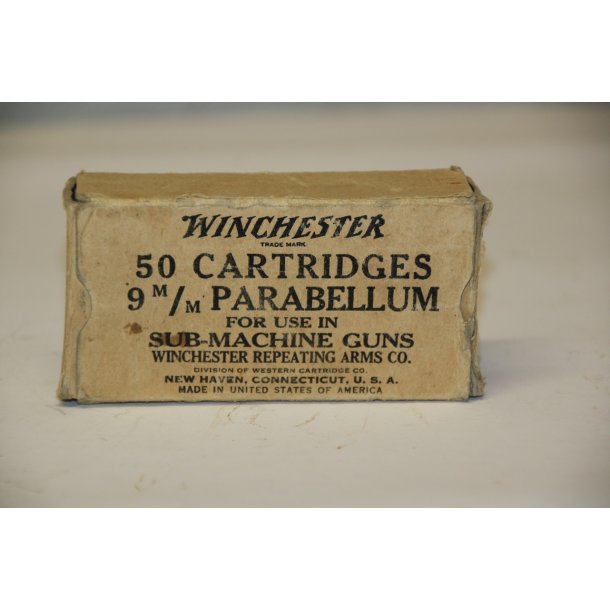 WINCHESTER
TRADE MARK
50 CARTRIDGES
9 M/M PARABELLUM
FOR USE IN
SUB-MACHINE GUNS
WINCHESTER REPEATING ARMS CO.
DIVISION OF WESTERN CARTRIDGE CO.
NEW HAVEN, CONNECTICUT, U. S. A.
MADE IN UNITED STATES OF AMERICA